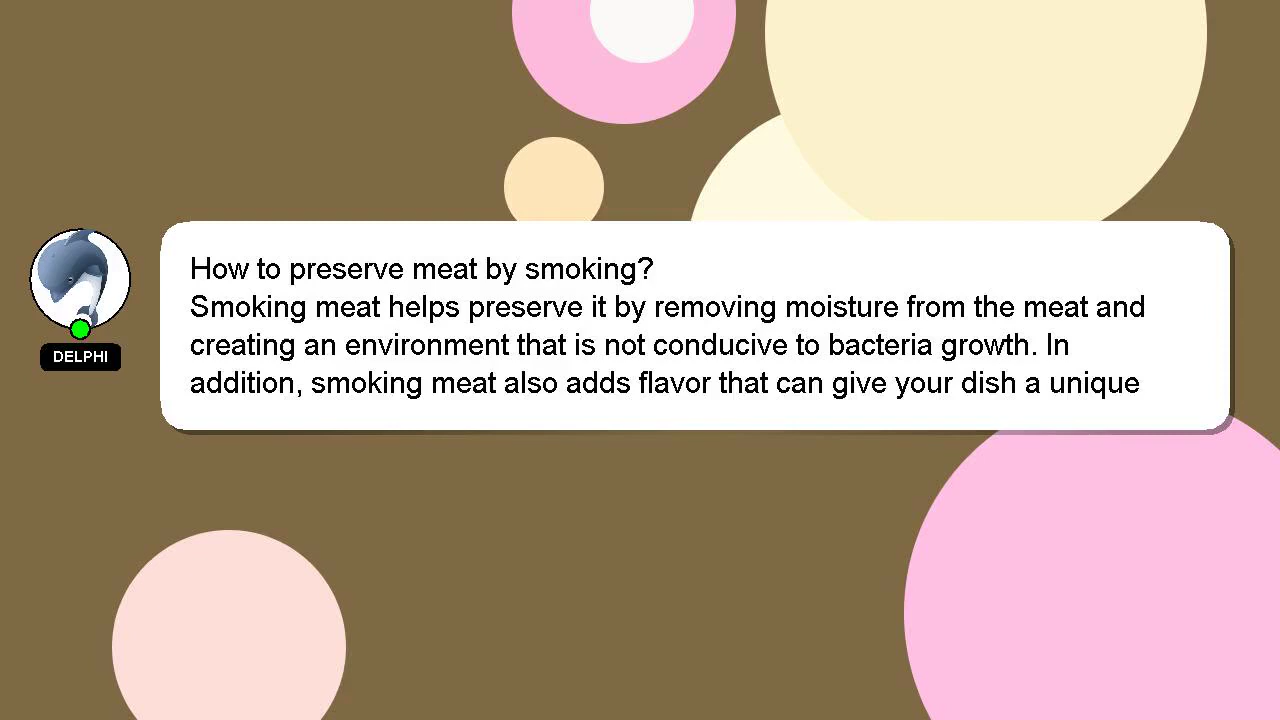 How to preserve meat by smoking?
Smoking meat helps preserve it by removing moisture from the meat and
creating an environment that is not conducive to bacteria growth. In
addition, smoking meat also adds flavor that can give your dish a unique
DELPHI